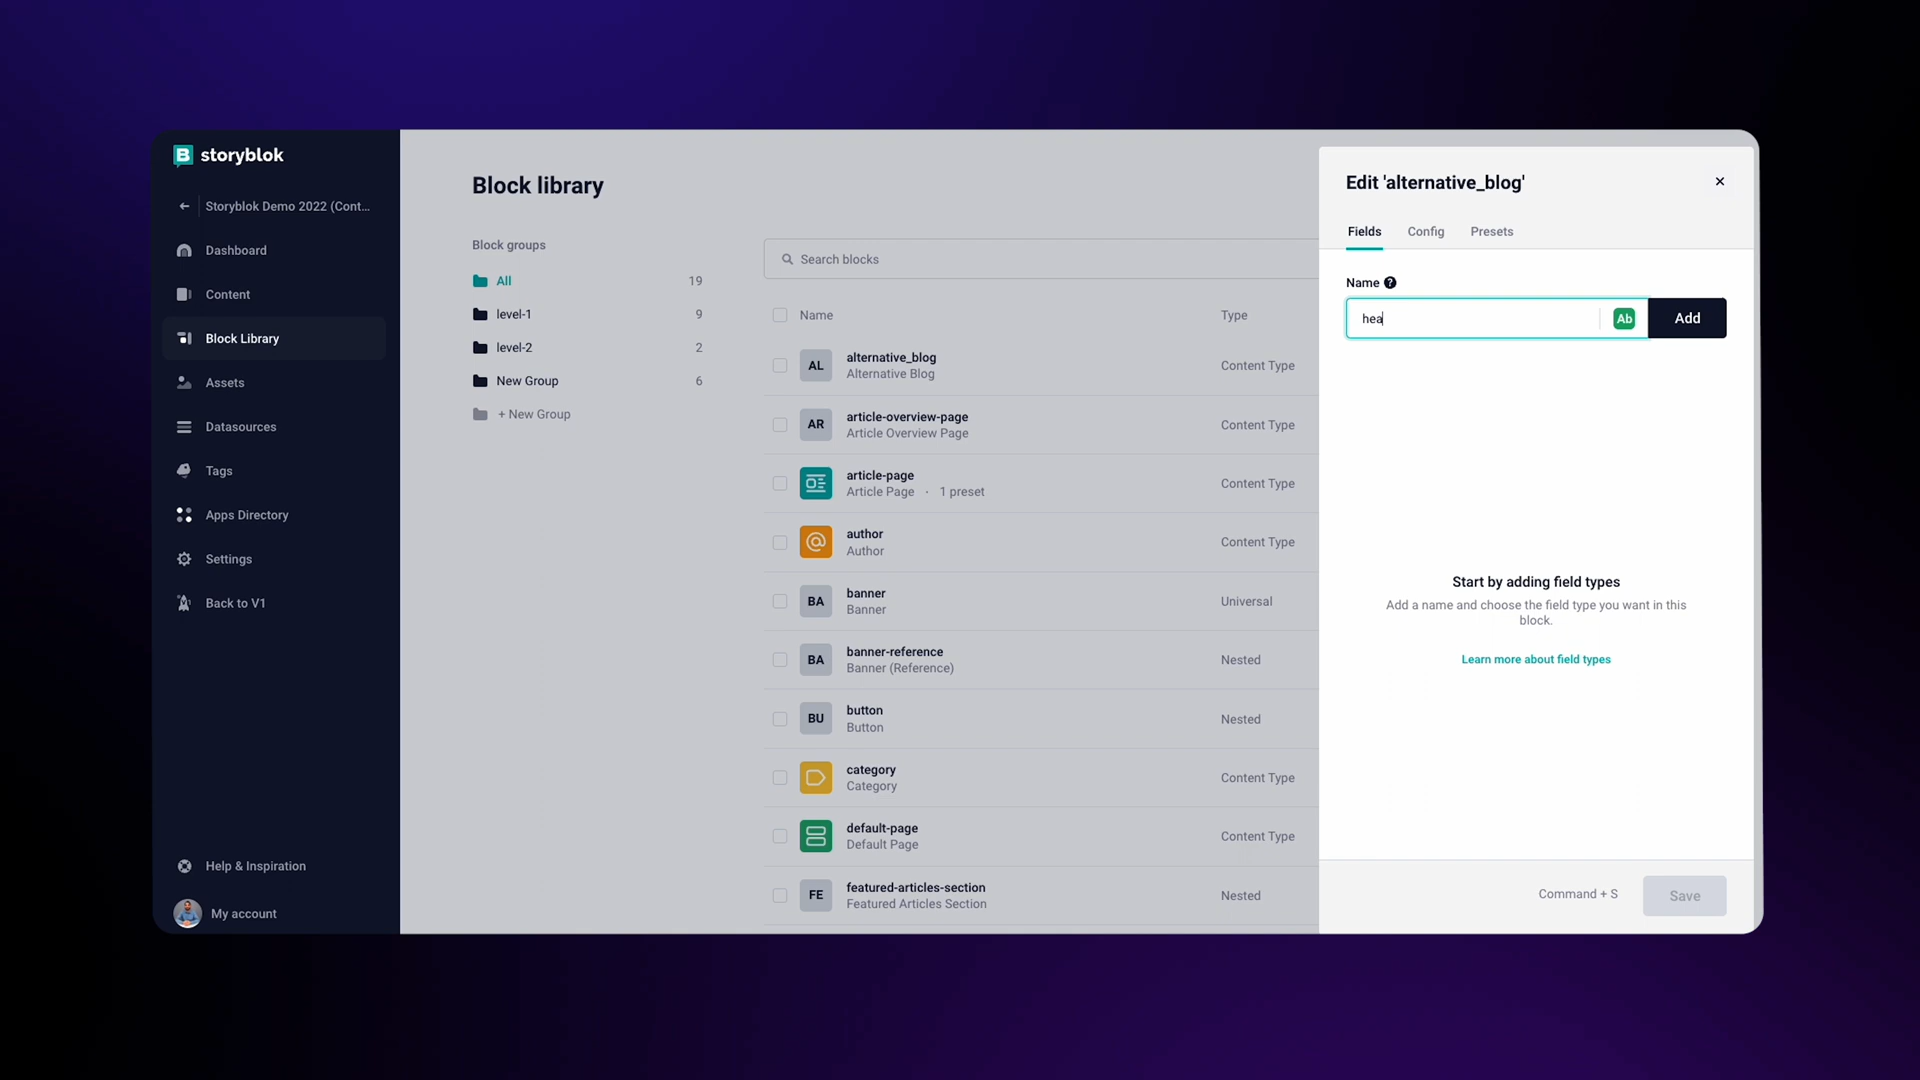 storyblok
Storyblok Demo 2022 (Cont...
Dashboard
Content
Block Library
Assets
Datasources
Tags
Apps Directory
Settings
Back to V1
Help & Inspiration
My account
Block library
Block groups
All 19
level-1 9
level-2 2
New Group 6
+ New Group
Search blocks
Name Type
AL alternative_blog Content Type
Alternative Blog
AR article-overview-page Content Type
Article Overview Page
article-page Content Type
Article Page · 1 preset
author Content Type
Author
BA banner Universal
Banner
BA banner-reference Nested
Banner (Reference)
BU button Nested
Button
category Content Type
Category
default-page Content Type
Default Page
FE featured-articles-section Nested
Featured Articles Section
Edit 'alternative_blog'
Fields Config Presets
Name ?
hea Ab Add
Start by adding field types
Add a name and choose the field type you want in this
block.
Learn more about field types
Command + S Save